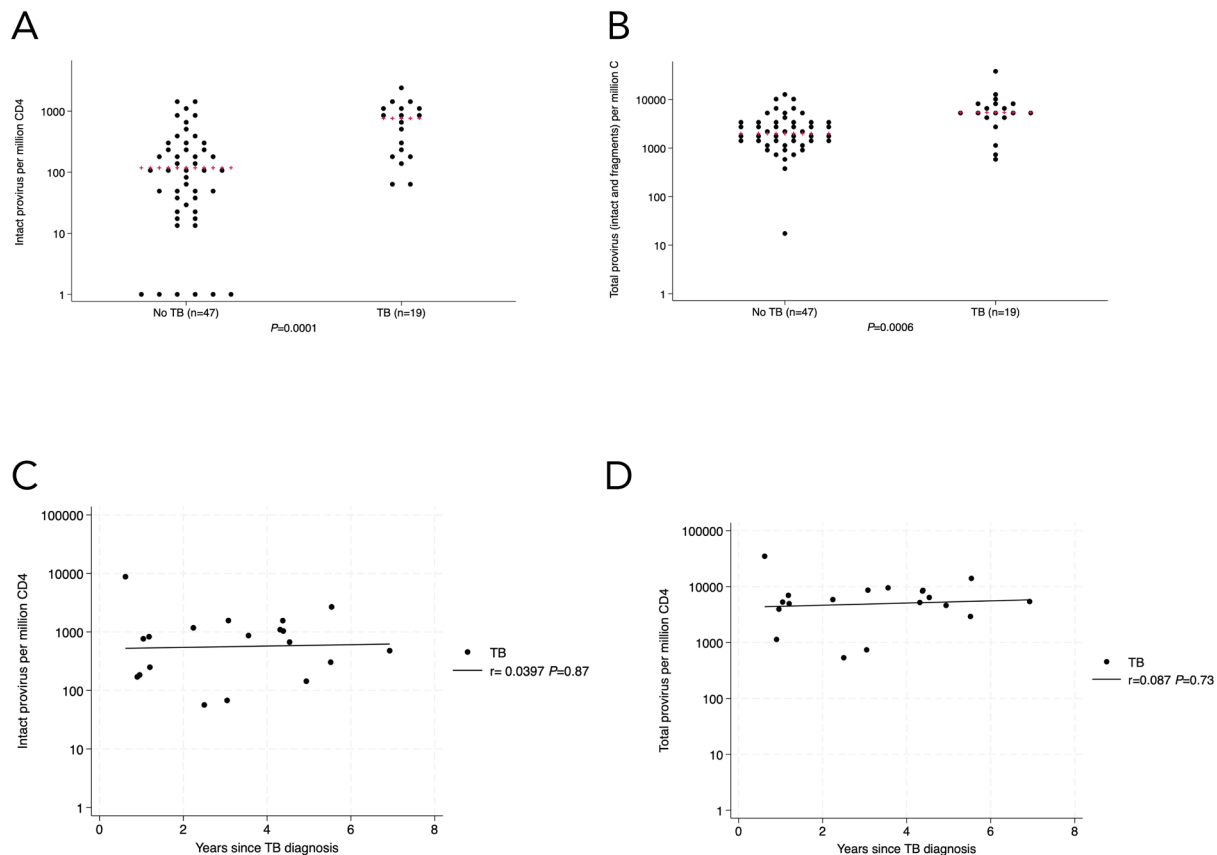 A
Intact provirus per million CD4
1000
100
10
1
No TB (n=47)
TB (n=19)
P=0.0001
B
Total provirus (intact and fragments) per million C
10000
1000
100
10
1
No TB (n=47)
TB (n=19)
P=0.0006
C
Intact provirus per million CD4
100000
10000
1000
100
10
1
0 2 4 6 8
Years since TB diagnosis
TB
r= 0.0397 P=0.87
D
Total provirus per million CD4
100000
10000
1000
100
10
1
0 2 4 6 8
Years since TB diagnosis
TB
r=0.087 P=0.73